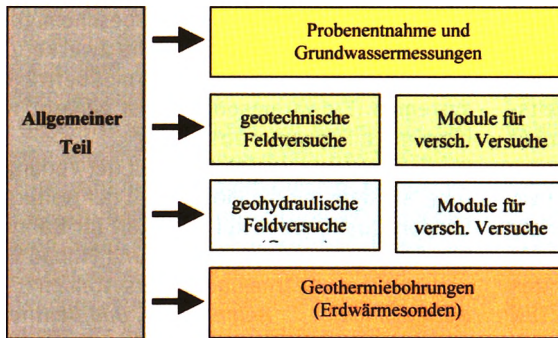 Allgemeiner
Teil
Probenentnahme und
Grundwassermessungen
geotechnische
Feldversuche
Module für
versch. Versuche
geohydraulische
Feldversuche
Module für
versch. Versuche
Geothermiebohrungen
(Erdwärmesonden)